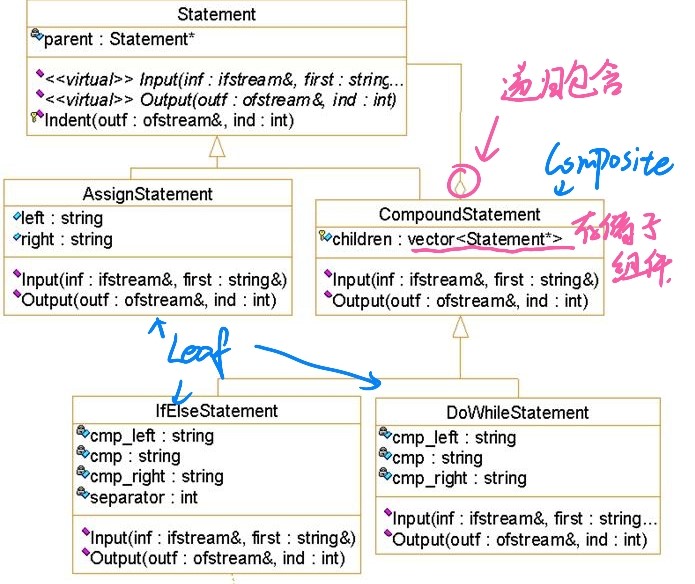 Statement
parent : Statement*
<<virtual>> Input(inf : ifstream&, first : string...
<<virtual>> Output(outf : ofstream&, ind : int)
Indent(outf : ofstream&, ind : int)
递归包含
Composite
AssignStatement
left : string
right : string
Input(inf : ifstream&, first : string&)
Output(outf : ofstream&, ind : int)
CompoundStatement
children : vector<Statement*>
存储子
组件
Input(inf : ifstream&, first : string&)
Output(outf : ofstream&, ind : int)
Leaf
IfElseStatement
cmp_left : string
cmp : string
cmp_right : string
separator : int
Input(inf : ifstream&, first : string&)
Output(outf : ofstream&, ind : int)
DoWhileStatement
cmp_left : string
cmp : string
cmp_right : string
Input(inf : ifstream&, first : string...
Output(outf : ofstream&, ind : int)